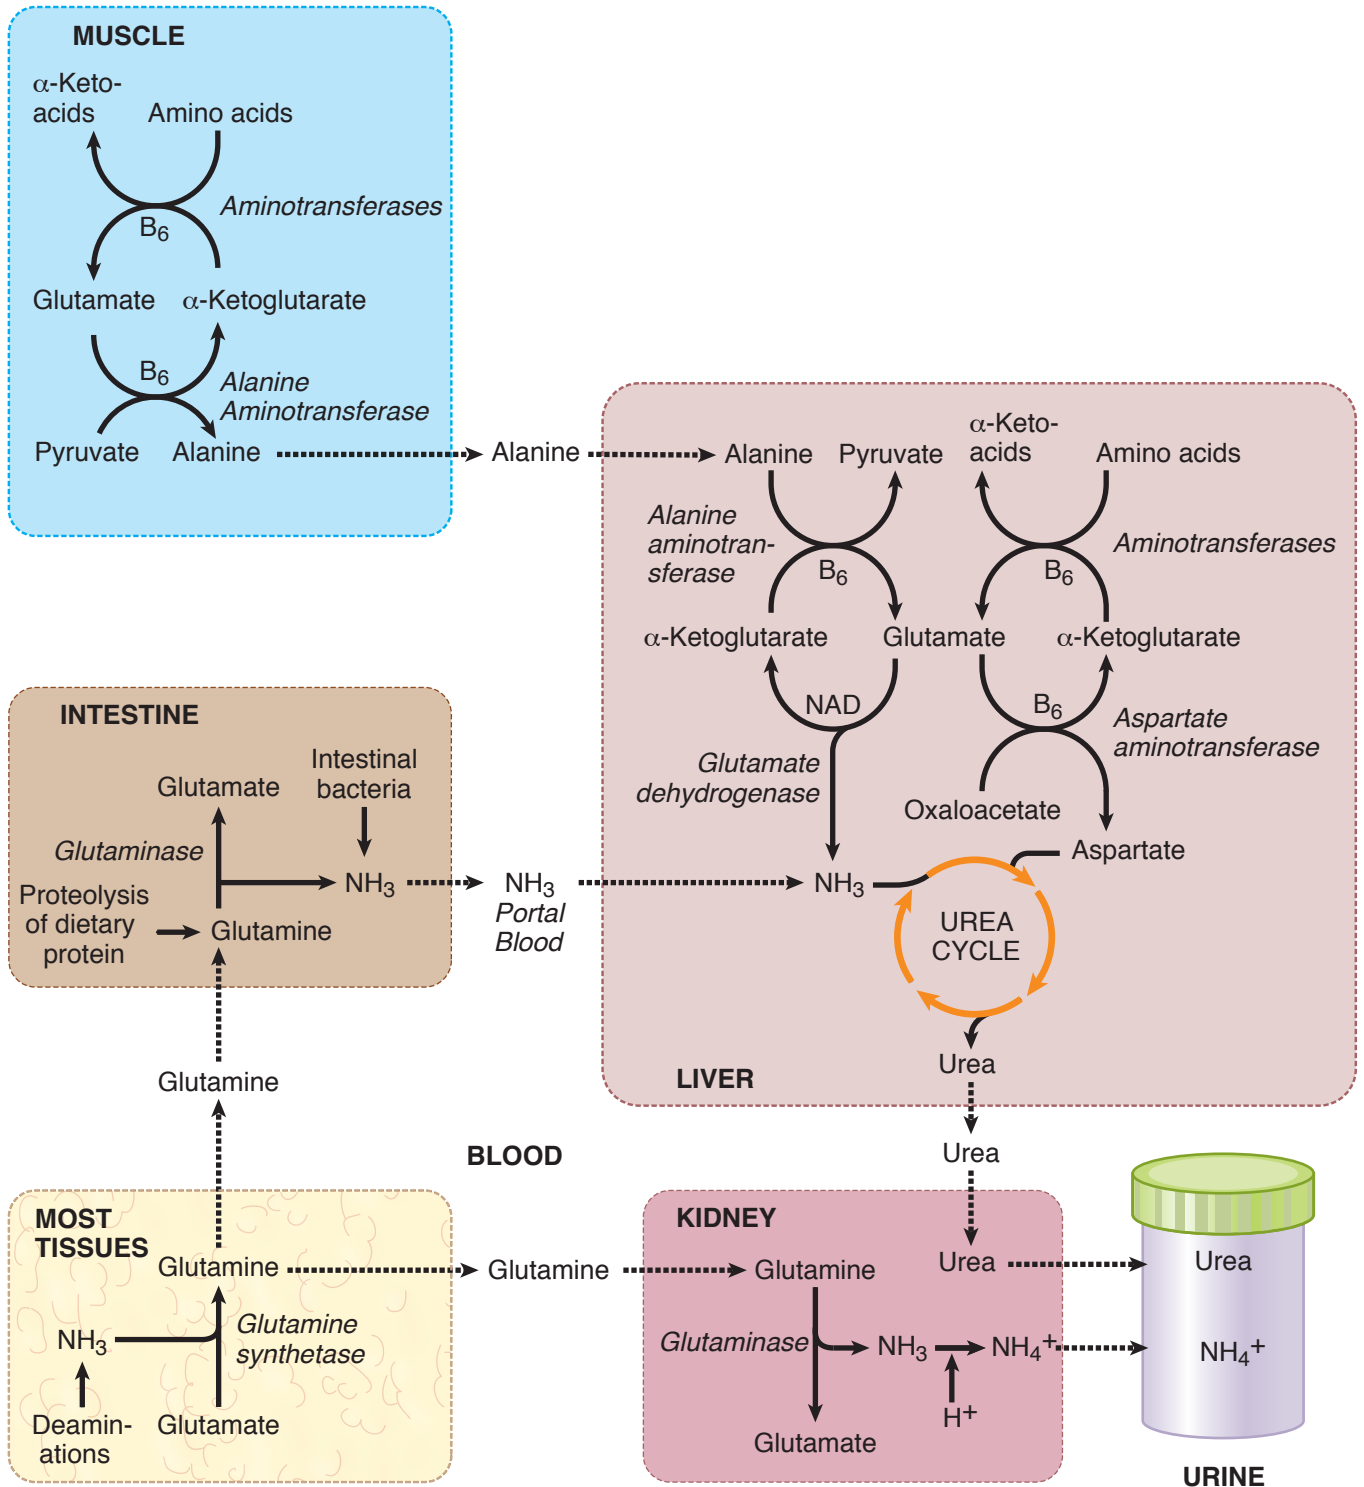 MUSCLE
α-Keto-
acids
Amino acids
Aminotransferases
B6
Glutamate
α-Ketoglutarate
B6
Alanine
Aminotransferase
Pyruvate
Alanine
Alanine
Alanine
Pyruvate
α-Keto-
acids
Amino acids
Alanine
aminotran-
sferase
B6
B6
Aminotransferases
α-Ketoglutarate
Glutamate
α-Ketoglutarate
NAD
B6
Aspartate
aminotransferase
Glutamate
dehydrogenase
Oxaloacetate
Aspartate
NH3
UREA
CYCLE
Urea
LIVER
INTESTINE
Intestinal
bacteria
Glutamate
Glutaminase
NH3
Proteolysis
of dietary
protein
Glutamine
NH3
Portal
Blood
Glutamine
BLOOD
Urea
MOST
TISSUES
Glutamine
Glutamine
synthetase
NH3
Deamin-
ations
Glutamate
Glutamine
KIDNEY
Glutamine
Urea
Glutaminase
NH3
NH4+
H+
Glutamate
Urea
NH4+
URINE